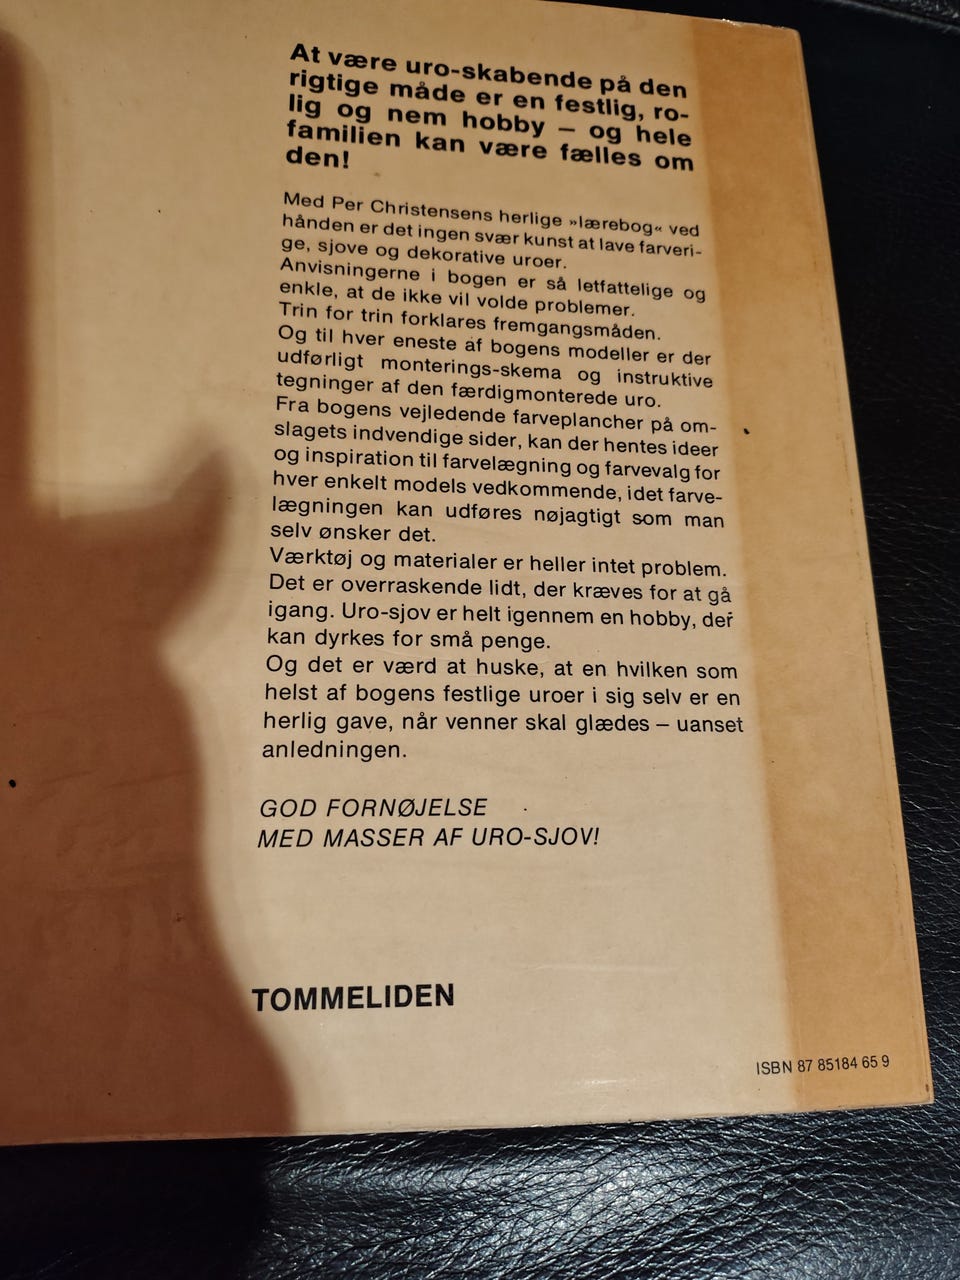 At være uro-skabende på den
rigtige måde er en festlig, ro-
lig og nem hobby – og hele
familien kan være fælles om
den!
Med Per Christensens herlige »lærebog« ved
hånden er det ingen svær kunst at lave farveri-
ge, sjove og dekorative uroer.
Anvisningerne i bogen er så letfattelige og
enkle, at de ikke vil volde problemer.
Trin for trin forklares fremgangsmåden.
Og til hver eneste af bogens modeller er der
udførligt monterings-skema og instruktive
tegninger af den færdigmonterede uro.
Fra bogens vejledende farveplancher på om-
slagets indvendige sider, kan der hentes ideer
og inspiration til farvelægning og farvevalg for
hver enkelt models vedkommende, idet farve-
lægningen kan udføres nøjagtigt som man
selv ønsker det.
Værktøj og materialer er heller intet problem.
Det er overraskende lidt, der kræves for at gå
igang. Uro-sjov er helt igennem en hobby, der
kan dyrkes for små penge.
Og det er værd at huske, at en hvilken som
helst af bogens festlige uroer i sig selv er en
herlig gave, når venner skal glædes – uanset
anledningen.
GOD FORNØJELSE
MED MASSER AF URO-SJOV!
TOMMELIDEN
ISBN 87 85184 65 9